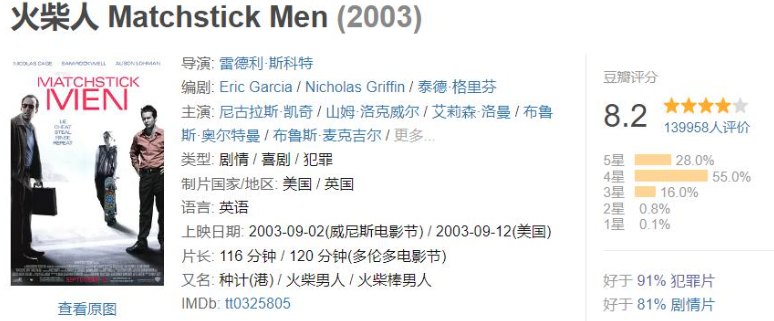 火柴人 Matchstick Men (2003)
NICOLAS CAGE SAM ROCKWELL ALISON LOHMAN
MATCHSTICK
MEN
LIE
CHEAT
STEAL
RINSE
REPEAT
SEPTEMBER
查看原图
导演: 雷德利·斯科特
编剧: Eric Garcia / Nicholas Griffin / 泰德·格里芬
主演: 尼古拉斯·凯奇 / 山姆·洛克威尔 / 艾莉森·洛曼 / 布鲁
斯·奥尔特曼 / 布鲁斯·麦克吉尔 / 更多...
类型: 剧情 / 喜剧 / 犯罪
制片国家/地区: 美国 / 英国
语言: 英语
上映日期: 2003-09-02(威尼斯电影节) / 2003-09-12(美国)
片长: 116 分钟 / 120 分钟(多伦多电影节)
又名: 种计(港) / 火柴男人 / 火柴棒男人
IMDb: tt0325805
豆瓣评分
8.2
139958人评价
5星 28.0%
4星 55.0%
3星 16.0%
2星 0.8%
1星 0.1%
好于 91% 犯罪片
好于 81% 剧情片